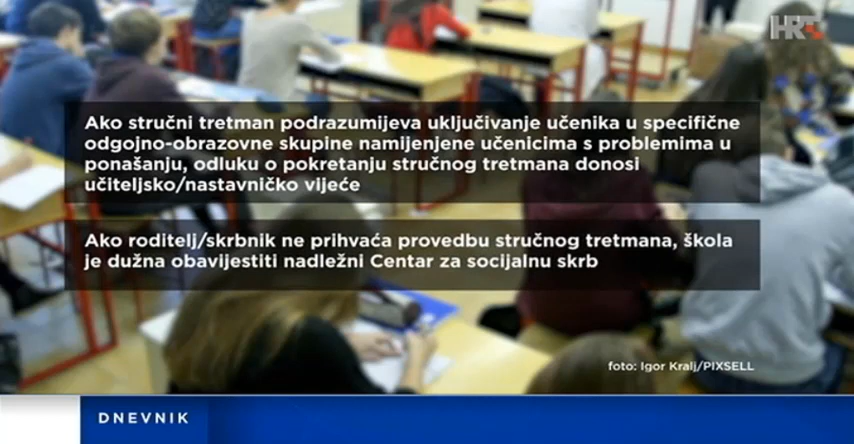 HRT
Ako stručni tretman podrazumijeva uključivanje učenika u specifične
odgojno-obrazovne skupine namijenjene učenicima s problemima u
ponašanju, odluku o pokretanju stručnog tretmana donosi
učiteljsko/nastavničko vijeće
Ako roditelj/skrbnik ne prihvaća provedbu stručnog tretmana, škola
je dužna obavijestiti nadležni Centar za socijalnu skrb
foto: Igor Kralj/PIXSELL
DNEVNIK